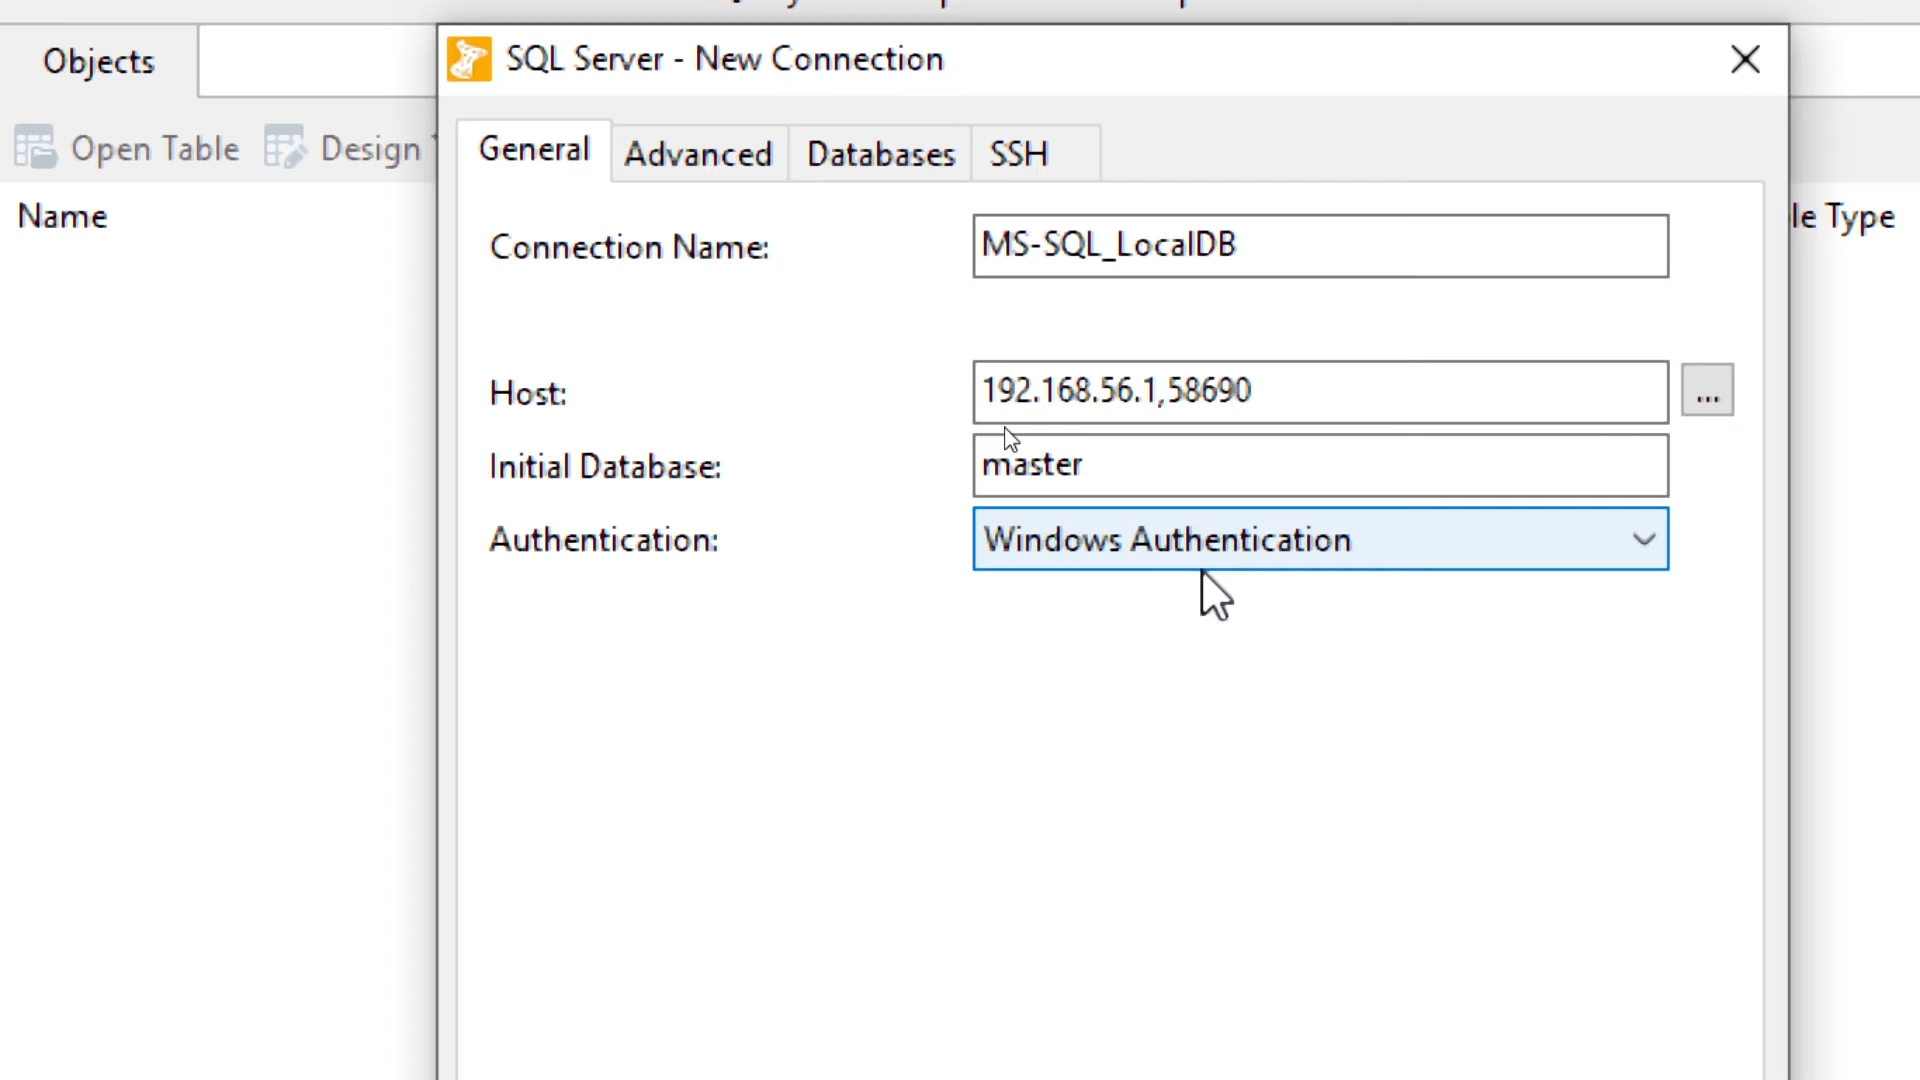 Objects
SQL Server - New Connection
General
Advanced
Databases
SSH
Open Table
Design
Name
le Type
Connection Name:
MS-SQL_LocalDB
Host:
192.168.56.1,58690
...
Initial Database:
master
Authentication:
Windows Authentication